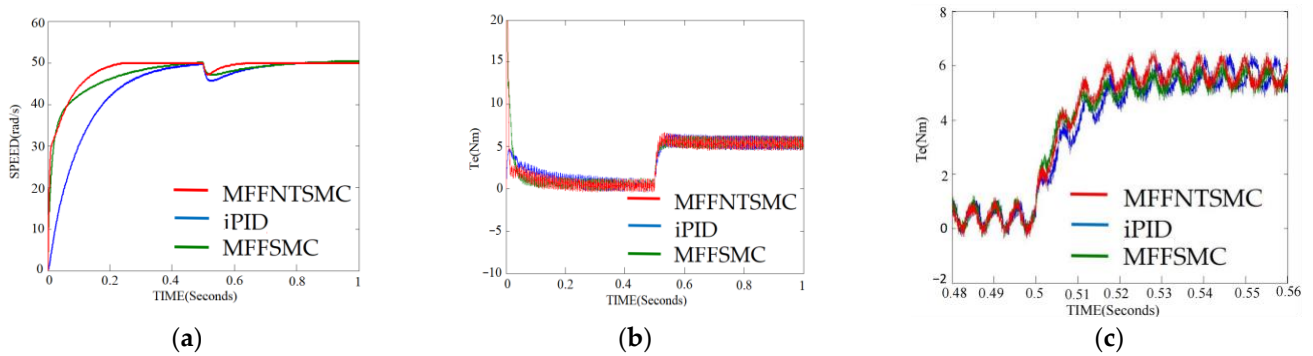 SPEED(rad/s)
60
50
40
30
20
10
0
0
0.2
0.4
0.6
0.8
1
TIME(Seconds)
MFFNTSMC
iPID
MFFSMC
(a)
Te(Nm)
20
15
10
5
0
−5
−10
0
0.2
0.4
0.6
0.8
1
TIME(Seconds)
MFFNTSMC
iPID
MFFSMC
(b)
Te(Nm)
8
6
4
2
0
−2
0.48
0.49
0.5
0.51
0.52
0.53
0.54
0.55
0.56
TIME(Seconds)
MFFNTSMC
iPID
MFFSMC
(c)